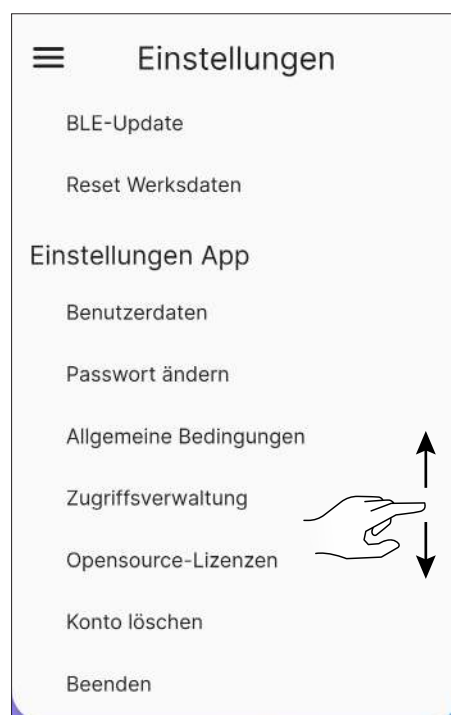 Einstellungen
BLE-Update
Reset Werksdaten
Einstellungen App
Benutzerdaten
Passwort ändern
Allgemeine Bedingungen
Zugriffsverwaltung
Opensource-Lizenzen
Konto löschen
Beenden